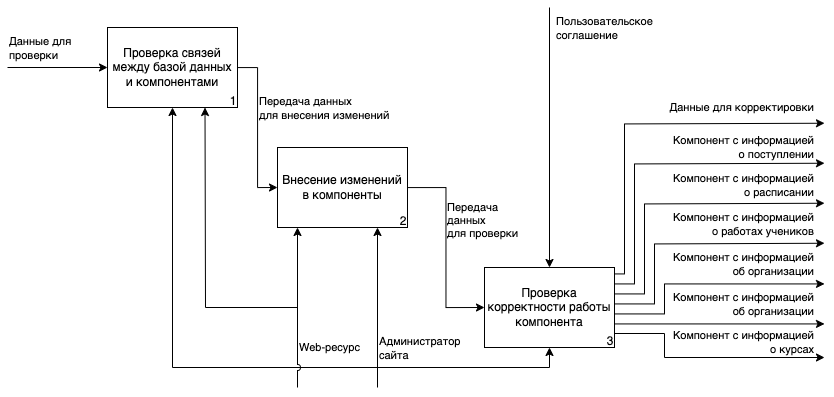 Данные для
проверки
Проверка связей
между базой данных
и компонентами
1
Передача данных
для внесения изменений
Внесение изменений
в компоненты
2
Передача
данных
для проверки
Пользовательское
соглашение
Проверка
корректности работы
компонента
3
Web-ресурс
Администратор
сайта
Данные для корректировки
Компонент с информацией
о поступлении
Компонент с информацией
о расписании
Компонент с информацией
о работах учеников
Компонент с информацией
об организации
Компонент с информацией
об организации
Компонент с информацией
о курсах